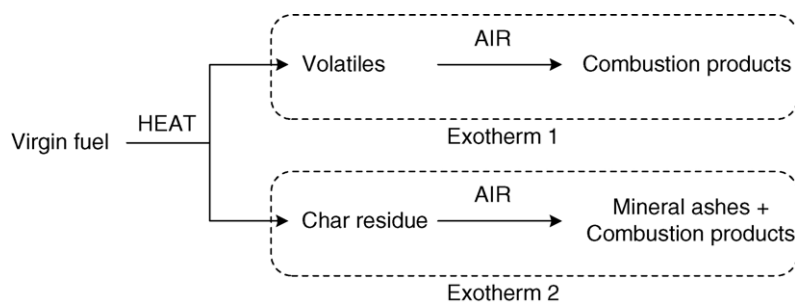 AIR
Volatiles
Combustion products
HEAT
Exotherm 1
Virgin fuel
AIR
Char residue
Mineral ashes +
Combustion products
Exotherm 2